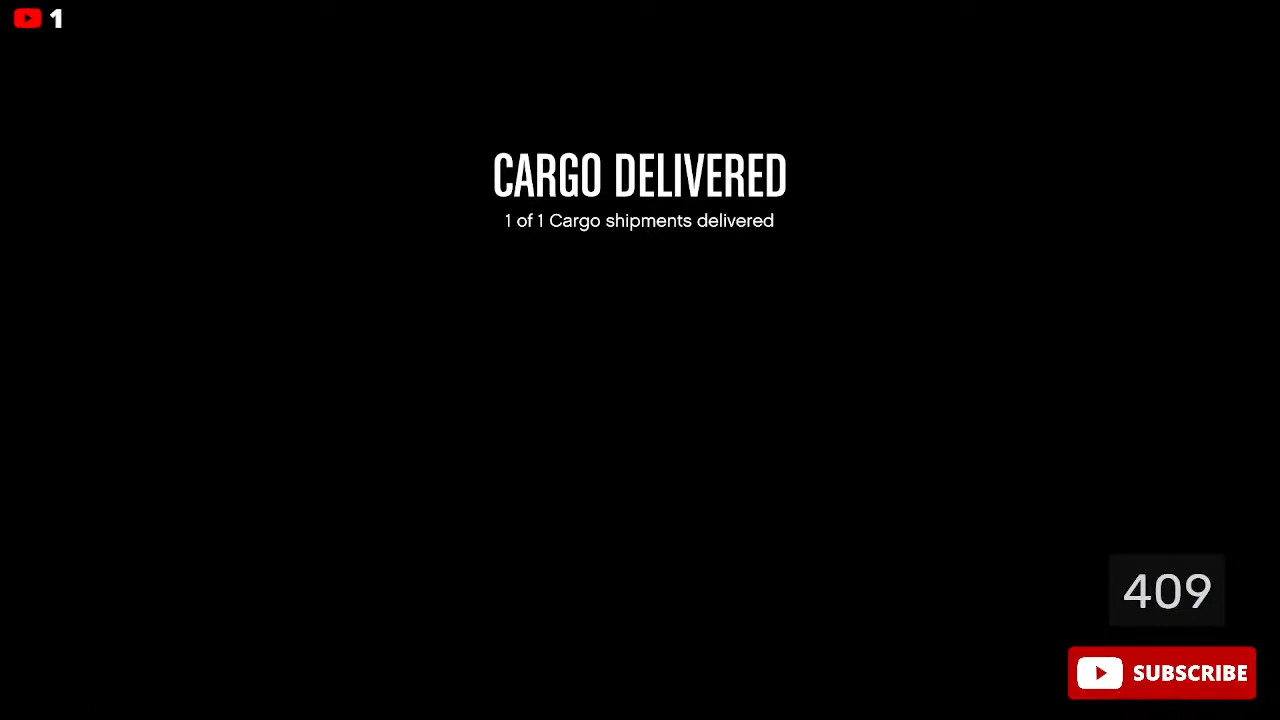 1
CARGO DELIVERED
1 of 1 Cargo shipments delivered
409
SUBSCRIBE